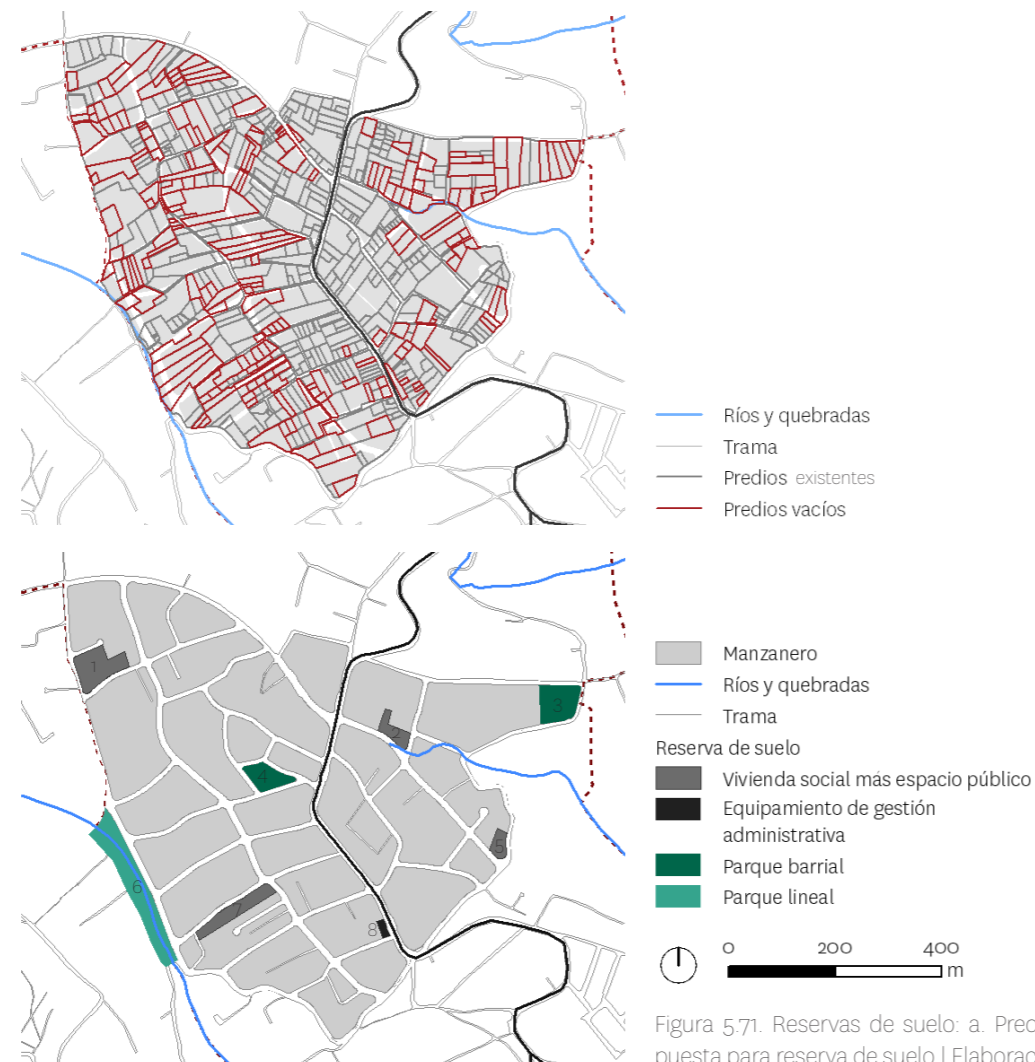 Ríos y quebradas
Trama
Predios existentes
Predios vacíos
1
2
3
4
5
6
7
8
Manzanero
Ríos y quebradas
Trama
Reserva de suelo
Vivienda social más espacio público
Equipamiento de gestión
administrativa
Parque barrial
Parque lineal
0 200 400
m
Figura 5.71. Reservas de suelo: a. Pred
puesta para reserva de suelo | Elaborac